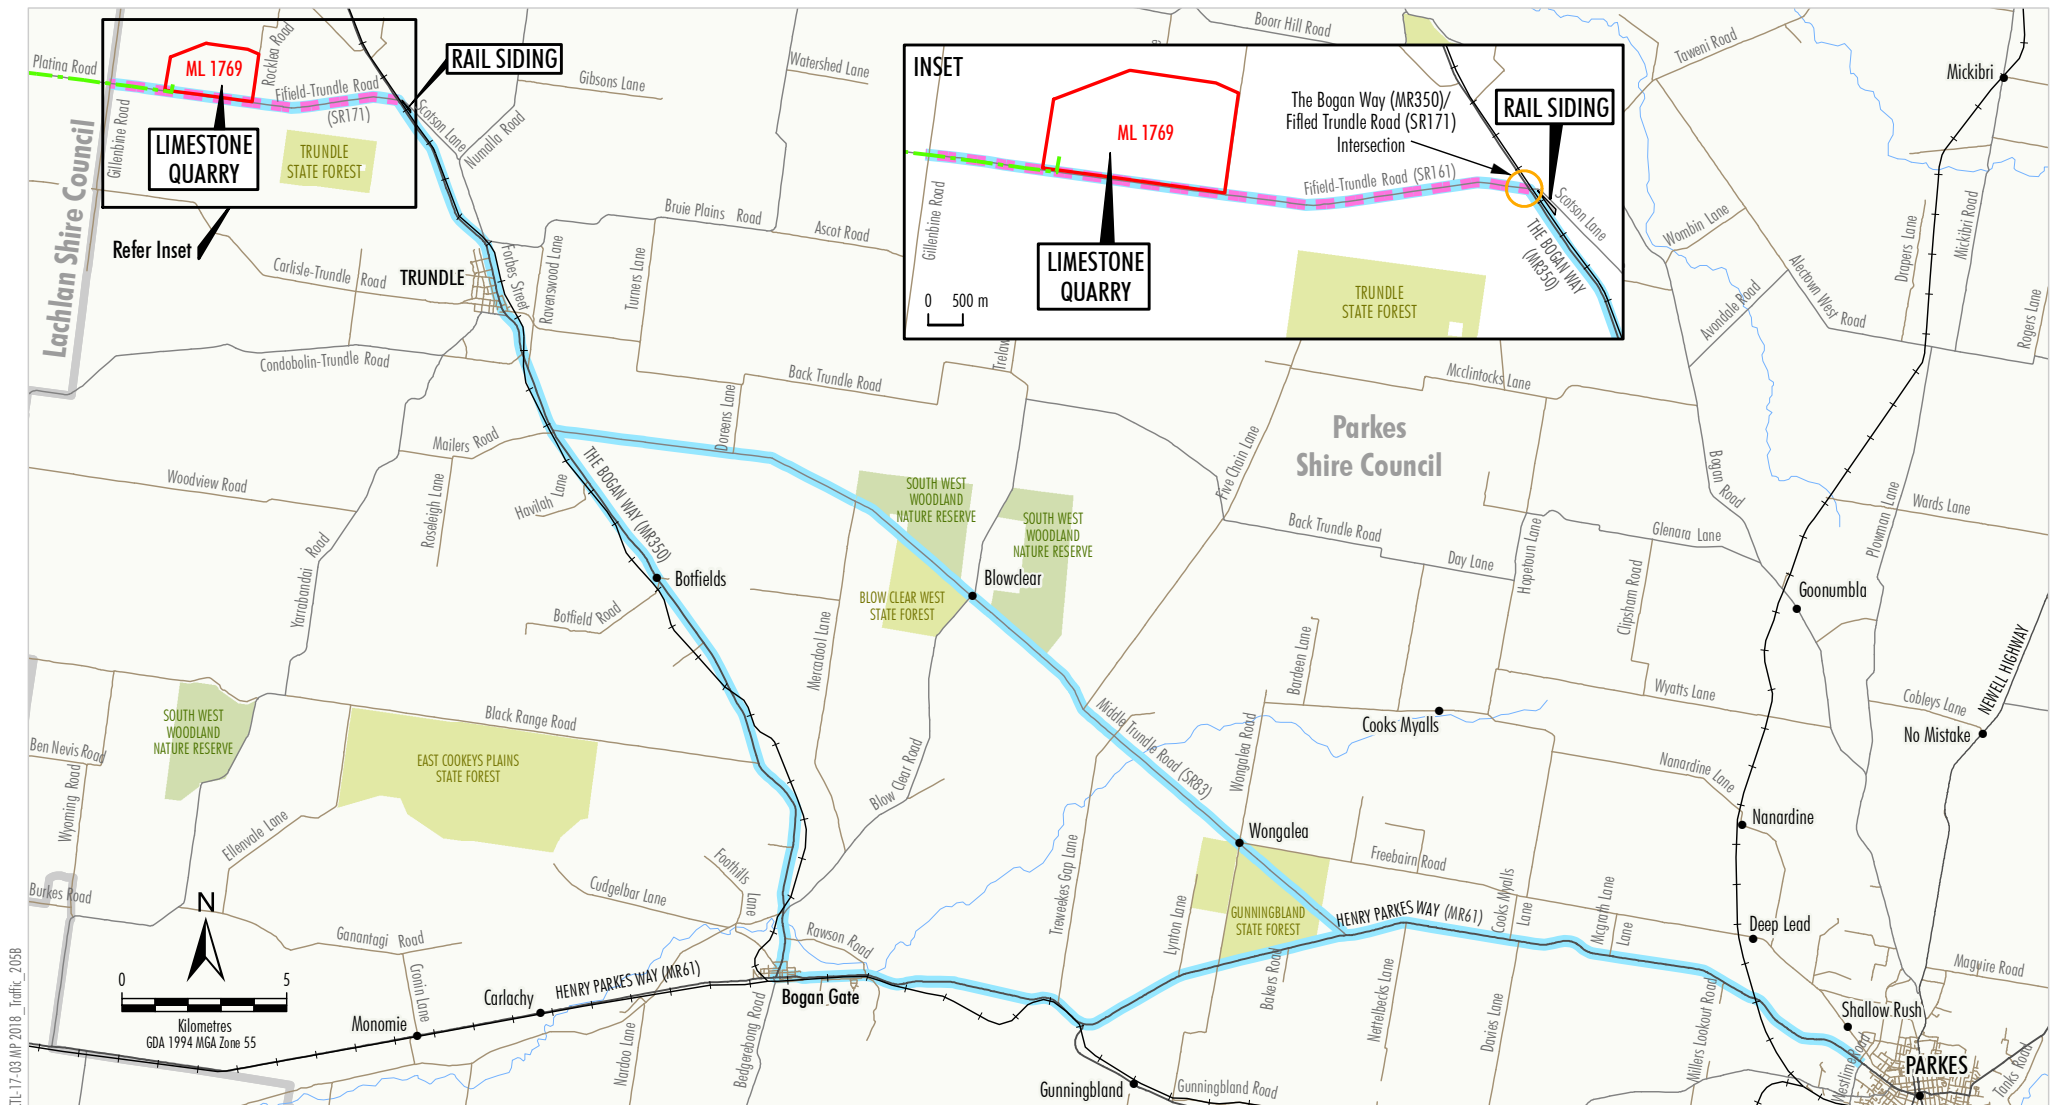 Platina Road
ML 1769
Rocklea Road
Fifield-Trundle Road
(SR171)
RAIL SIDING
Scotson Lane
Numalla Road
Gibsons Lane
Watershed Lane
Boorr Hill Road
Taweni Road
Mickibri
Gillenbine Road
LIMESTONE
QUARRY
TRUNDLE
STATE FOREST
Lachlan Shire Council
Refer Inset
INSET
ML 1769
The Bogan Way (MR350)/
Fifled Trundle Road (SR171)
Intersection
RAIL SIDING
Fifield-Trundle Road (SR161)
Scotson Lane
THE BOGAN WAY
(MR350)
Gillenbine Road
LIMESTONE
QUARRY
TRUNDLE
STATE FOREST
0 500 m
Bruie Plains Road
Ascot Road
Wombin Lane
Alectown West Road
Avondale Road
Drapers Lane
Mickibri Road
Rogers Lane
Carlisle-Trundle Road
TRUNDLE
Forbes Street
Ravenswood Lane
Turners Lane
Condobolin-Trundle Road
Back Trundle Road
Trelaw
Doreens Lane
Mcclintocks Lane
Parkes
Shire Council
Five Chain Lane
Mailers Road
Woodview Road
Roseleigh Lane
Havilah Lane
THE BOGAN WAY (MR350)
SOUTH WEST
WOODLAND
NATURE RESERVE
SOUTH WEST
WOODLAND
NATURE RESERVE
Back Trundle Road
Day Lane
Hopetoun Lane
Glenara Lane
Bogan Road
Plowman Lane
Wards Lane
Clipsham Road
Goonumbla
Yarrabandai Road
Botfields
Botfield Road
Blowclear
BLOW CLEAR WEST
STATE FOREST
Mercadool Lane
Bardeen Lane
Wyatts Lane
Cooks Myalls
Cobleys Lane
NEWELL HIGHWAY
No Mistake
SOUTH WEST
WOODLAND
NATURE RESERVE
Black Range Road
Ben Nevis Road
Wyoming Road
EAST COOKEYS PLAINS
STATE FOREST
Middle Trundle Road (SR83)
Wongalea Road
Nanardine Lane
Nanardine
Blow Clear Road
Ellenvale Lane
Wongalea
Freebairn Road
Treweekes Gap Lane
Burkes Road
Foothills Lane
Cudgelbar Lane
Lynton Lane
GUNNINGBLAND
STATE FOREST
HENRY PARKES WAY (MR61)
Cooks Myalls Lane
Mcgrath Lane
Deep Lead
N
Ganantagi Road
Cronin Lane
Rawson Road
HENRY PARKES WAY (MR61)
Bogan Gate
Bakers Road
Nettelbecks Lane
Davies Lane
Millers Lookout Road
Maguire Road
0 5
Kilometres
GDA 1994 MGA Zone 55
Carlachy
Monomie
Nardoo Lane
Bedgerebong Road
Gunningbland
Gunningbland Road
Shallow Rush
Westlime Road
PARKES
Tanks Road
TL-17-03 MP 2018_Traffic_205B